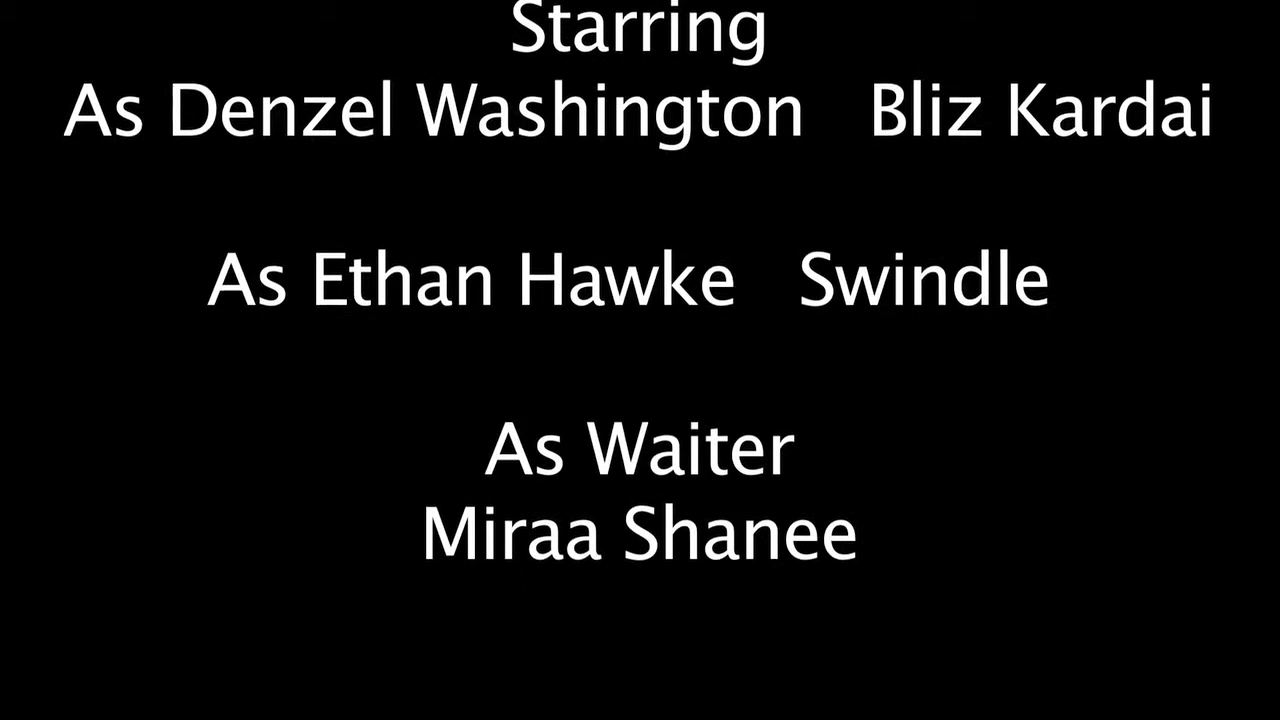 Starring
As Denzel Washington   Bliz Kardai
As Ethan Hawke   Swindle
As Waiter
Miraa Shanee